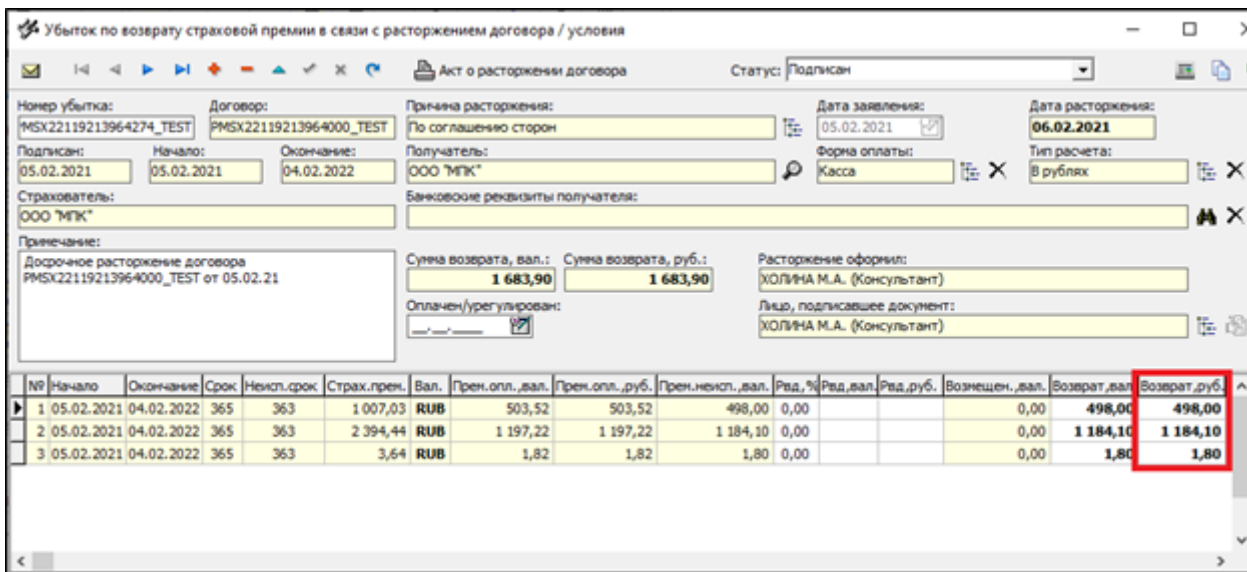 Убыток по возврату страховой премии в связи с расторжением договора / условия
Акт о расторжении договора Статус: Подписан
Номер убытка: Договор: Причина расторжения: Дата заявления: Дата расторжения:
MSX22119213964274_TEST PMSX22119213964000_TEST По соглашению сторон 05.02.2021 06.02.2021
Подписан: Начало: Окончание: Получатель: Форма оплаты: Тип расчета:
05.02.2021 05.02.2021 04.02.2022 ООО "МПК" Касса В рублях
Страхователь: Банковские реквизиты получателя:
ООО "МПК"
Примечание:
Досрочное расторжение договора
PMSX22119213964000_TEST от 05.02.21
Сумма возврата, вал.: Сумма возврата, руб.: Расторжение оформил:
1 683,90 1 683,90 ХОЛИНА М.А. (Консультант)
Оплачен/урегулирован: Лицо, подписавшее документ:
__.__.____ ХОЛИНА М.А. (Консультант)
№ Начало Окончание Срок Неисп.срок Страх.прем. Вал. Прем.опл.,вал. Прем.опл.,руб. Прем.неисп.,вал. Рвд,% Рвд,вал. Рвд,руб. Возмещен.,вал. Возврат,вал Возврат,руб.
1 05.02.2021 04.02.2022 365 363 1 007,03 RUB 503,52 503,52 498,00 0,00 0,00 498,00 498,00
2 05.02.2021 04.02.2022 365 363 2 394,44 RUB 1 197,22 1 197,22 1 184,10 0,00 0,00 1 184,10 1 184,10
3 05.02.2021 04.02.2022 365 363 3,64 RUB 1,82 1,82 1,80 0,00 0,00 1,80 1,80